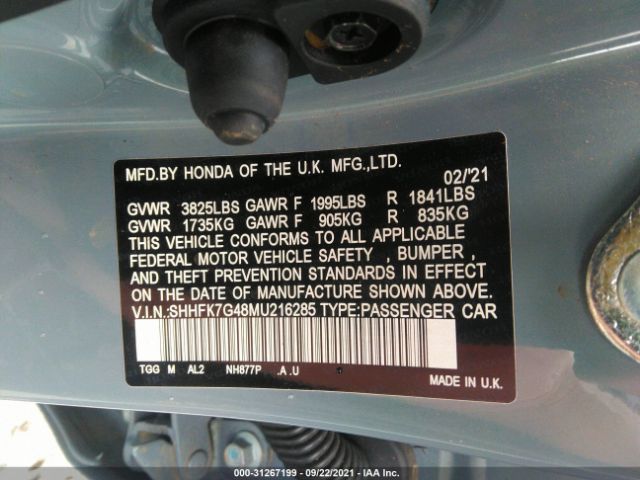 MFD.BY HONDA OF THE U.K. MFG.,LTD.
02/'21
GVWR 3825LBS GAWR F 1995LBS R 1841LBS
GVWR 1735KG GAWR F 905KG R 835KG
THIS VEHICLE CONFORMS TO ALL APPLICABLE
FEDERAL MOTOR VEHICLE SAFETY , BUMPER ,
AND THEFT PREVENTION STANDARDS IN EFFECT
ON THE DATE OF MANUFACTURE SHOWN ABOVE.
V.I.N.:SHHFK7G48MU216285 TYPE:PASSENGER CAR
TGG M AL2 NH877P .A .U
MADE IN U.K.
000-31267199 - 09/22/2021 - IAA Inc.